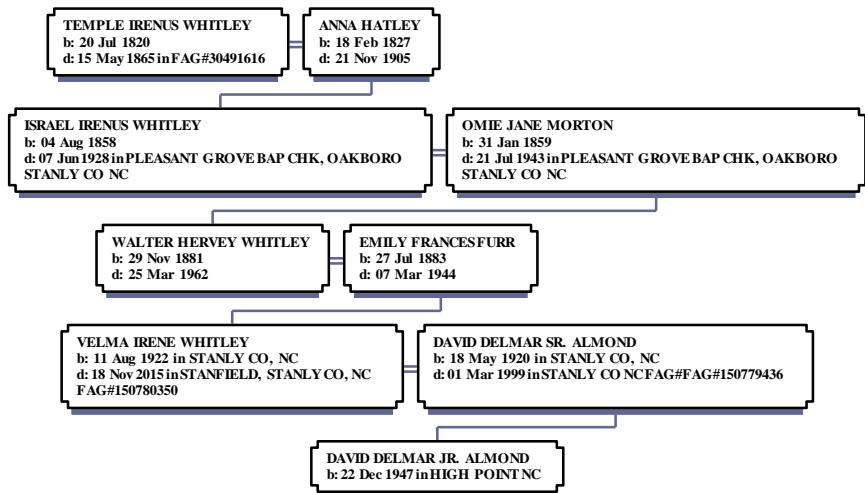 TEMPLE IRENUS WHITLEY
b: 20 Jul 1820
d: 15 May 1865 in FAG#30491616
ANNA HATLEY
b: 18 Feb 1827
d: 21 Nov 1905
ISRAEL IRENUS WHITLEY
b: 04 Aug 1858
d: 07 Jun 1928 in PLEASANT GROVE BAP CHK, OAKBORO
STANLY CO NC
OMIE JANE MORTON
b: 31 Jan 1859
d: 21 Jul 1943 in PLEASANT GROVE BAP CHK, OAKBORO
STANLY CO NC
WALTER HERVEY WHITLEY
b: 29 Nov 1881
d: 25 Mar 1962
EMILY FRANCES FURR
b: 27 Jul 1883
d: 07 Mar 1944
VELMA IRENE WHITLEY
b: 11 Aug 1922 in STANLY CO, NC
d: 18 Nov 2015 in STANFIELD, STANLY CO, NC
FAG#150780350
DAVID DELMAR SR. ALMOND
b: 18 May 1920 in STANLY CO, NC
d: 01 Mar 1999 in STANLY CO NC FAG#FAG#150779436
DAVID DELMAR JR. ALMOND
b: 22 Dec 1947 in HIGH POINT NC